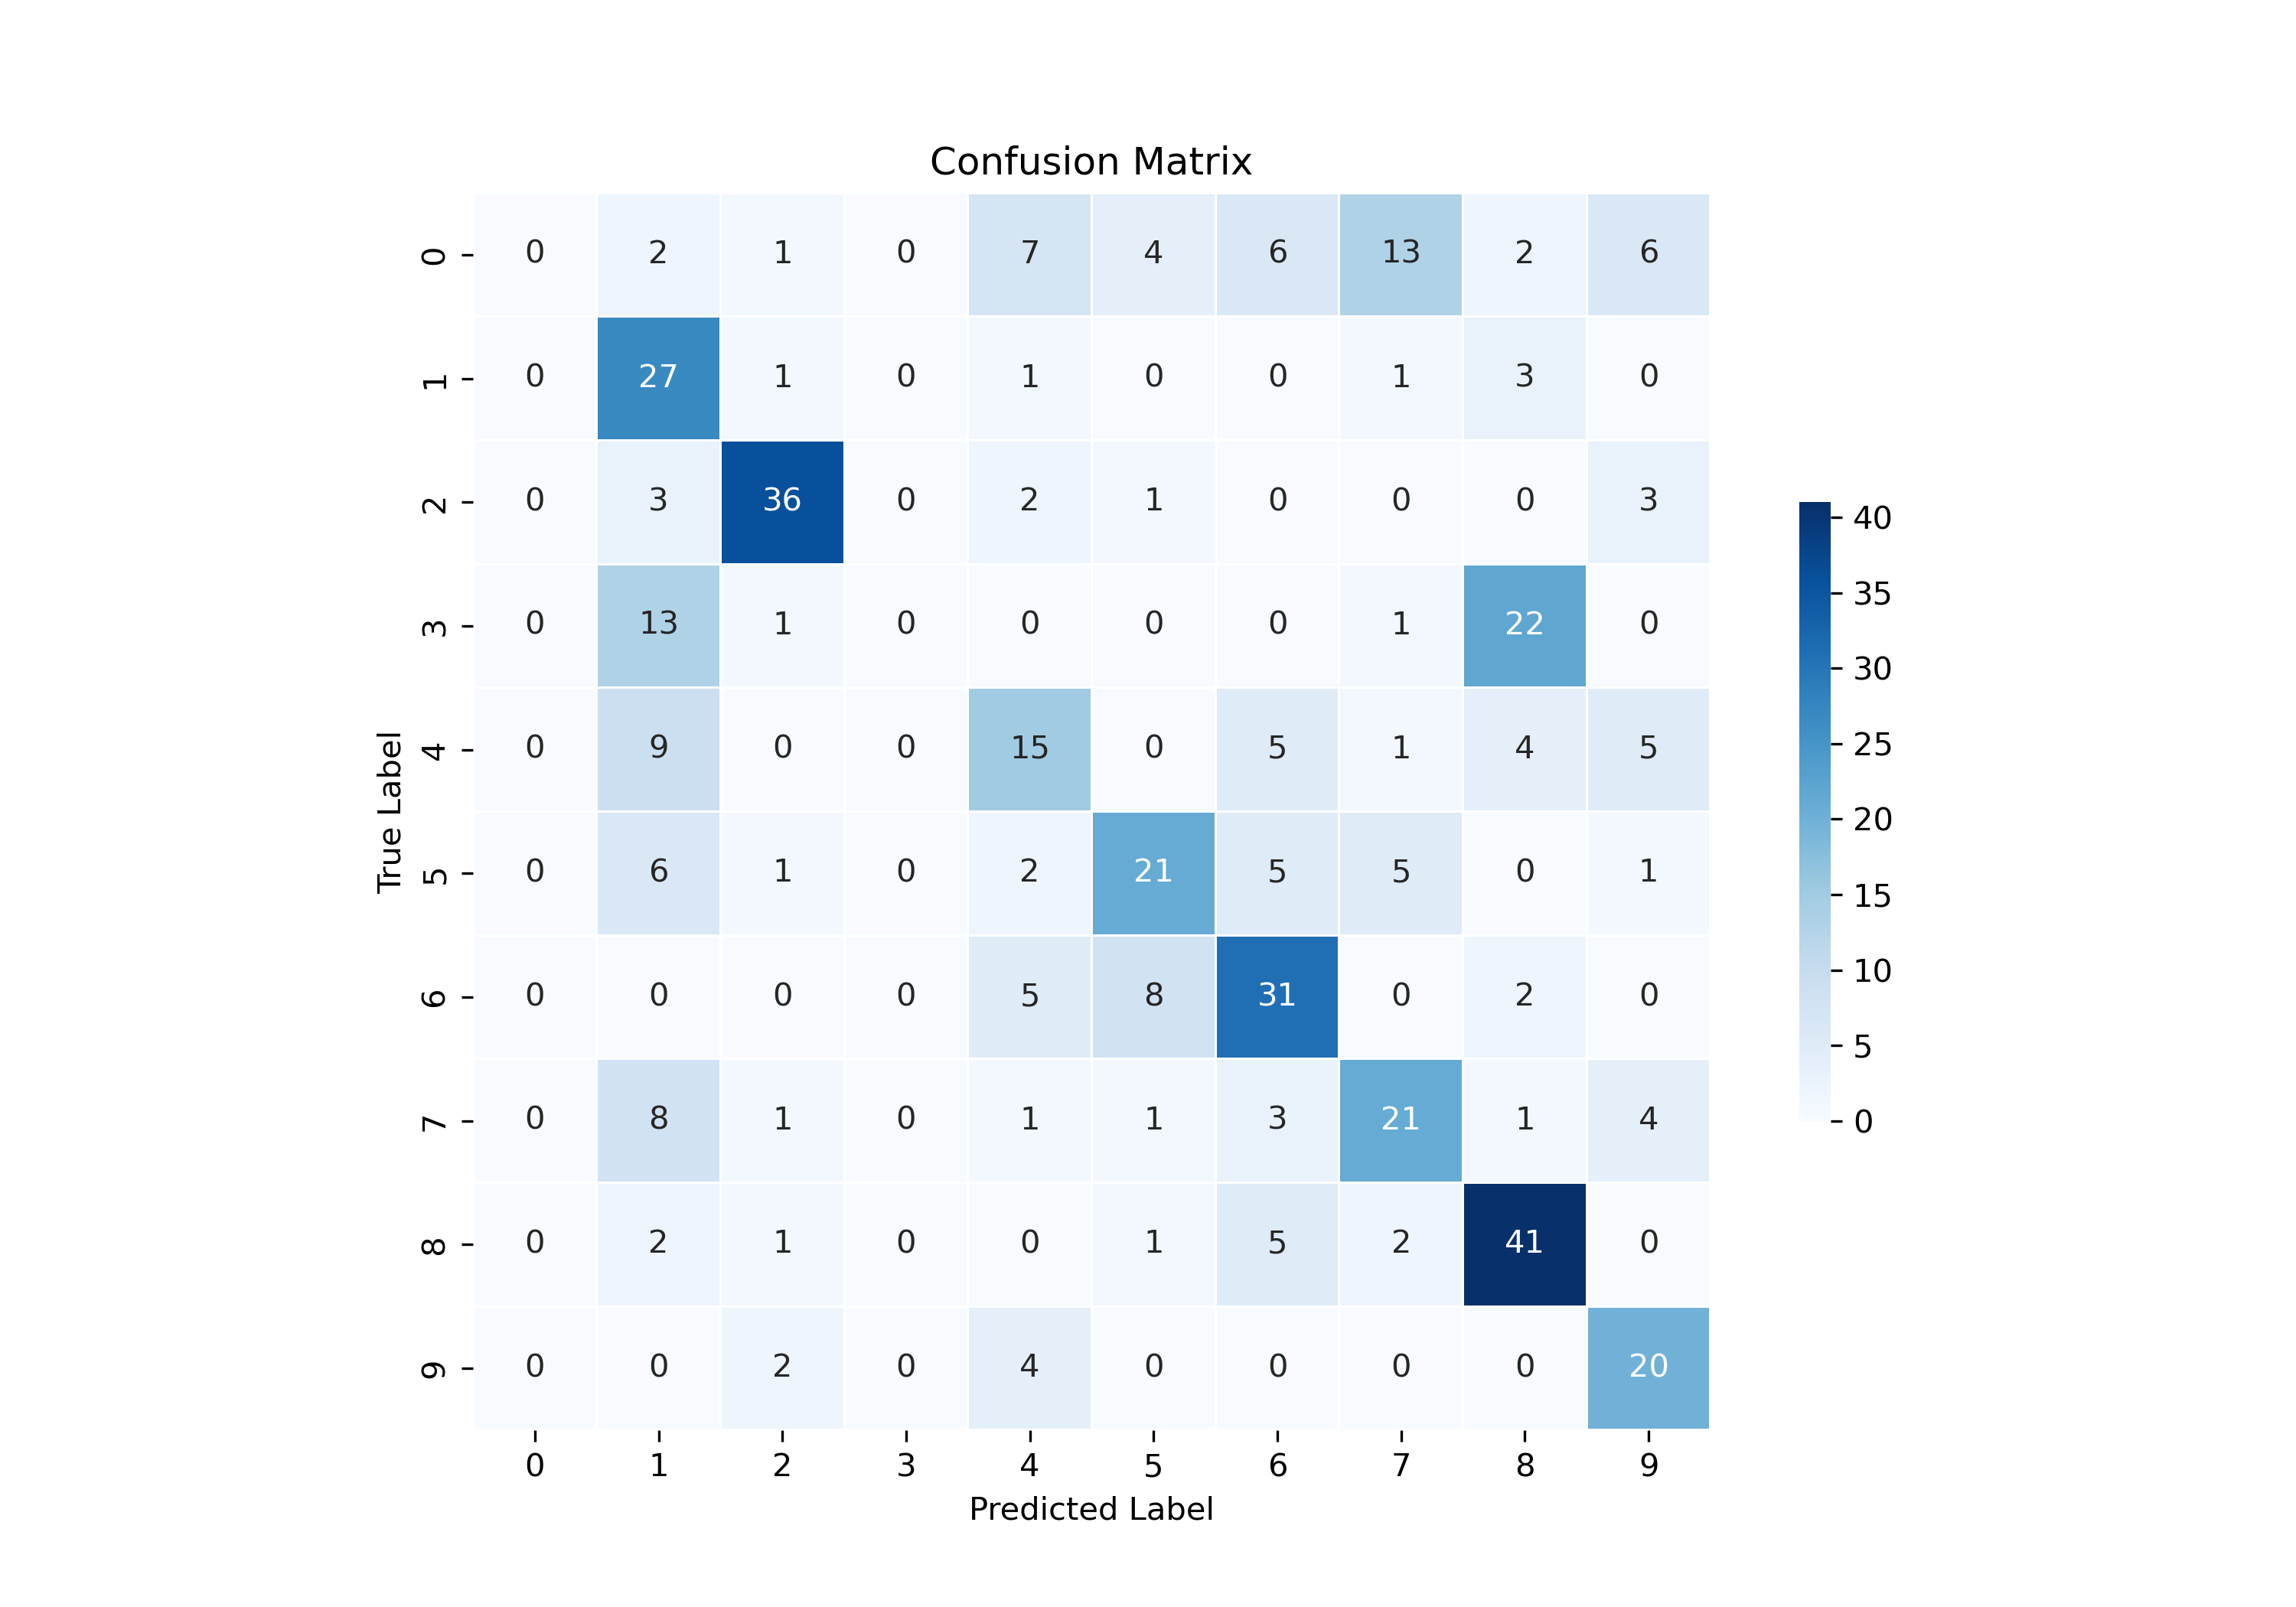 Confusion Matrix
0 0 2 1 0 7 4 6 13 2 6
1 0 27 1 0 1 0 0 1 3 0
2 0 3 36 0 2 1 0 0 0 3
3 0 13 1 0 0 0 0 1 22 0
4 0 9 0 0 15 0 5 1 4 5
5 0 6 1 0 2 21 5 5 0 1
6 0 0 0 0 5 8 31 0 2 0
7 0 8 1 0 1 1 3 21 1 4
8 0 2 1 0 0 1 5 2 41 0
9 0 0 2 0 4 0 0 0 0 20
0 1 2 3 4 5 6 7 8 9
Predicted Label
True Label
40
35
30
25
20
15
10
5
0